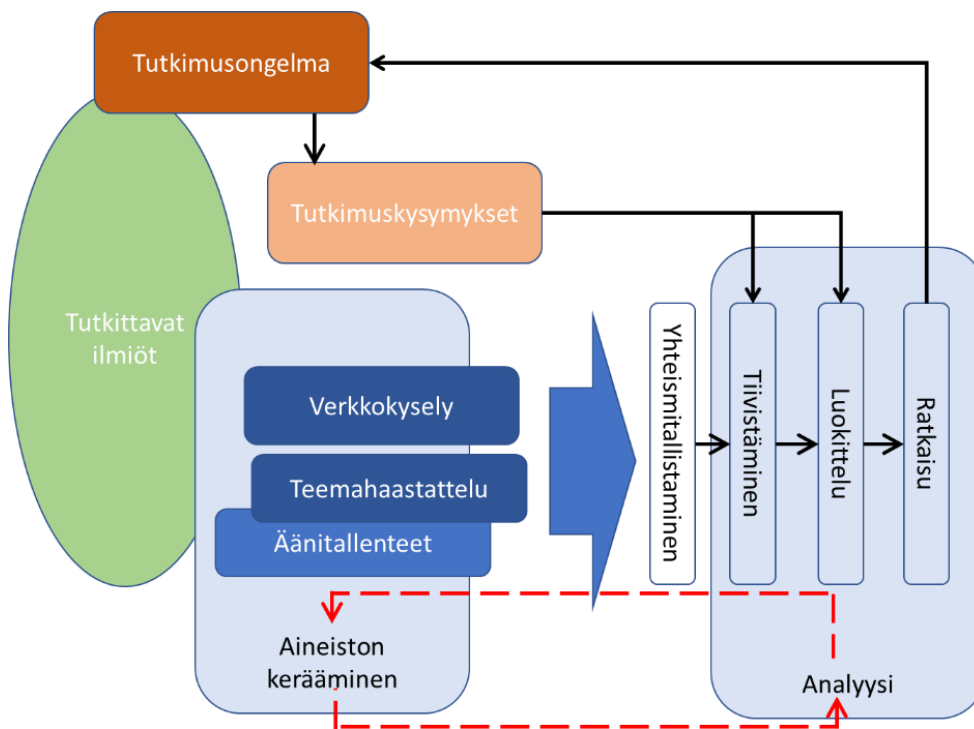 Tutkimusongelma
Tutkimuskysymykset
Tutkittavat
ilmiöt
Verkkokysely
Teemahaastattelu
Äänitallenteet
Aineiston
kerääminen
Yhteismitallistaminen
Tiivistäminen
Luokittelu
Ratkaisu
Analyysi